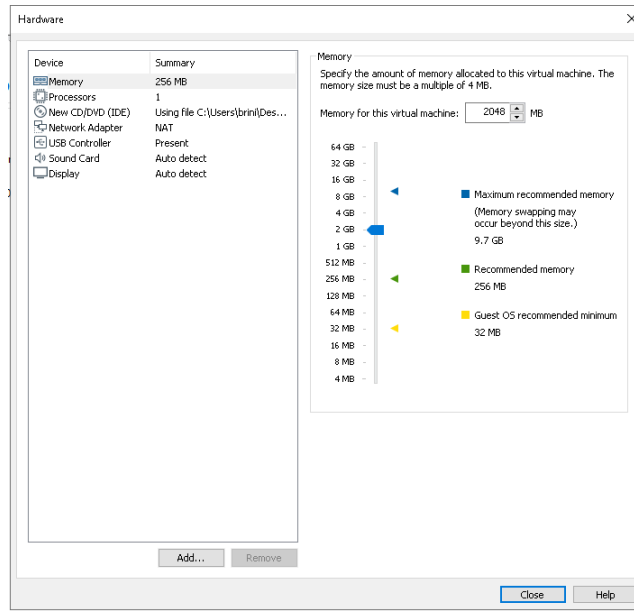 Hardware
Device Summary
Memory 256 MB
Processors 1
New CD/DVD (IDE) Using file C:\Users\brini\Des...
Network Adapter NAT
USB Controller Present
Sound Card Auto detect
Display Auto detect
Add... Remove
Memory
Specify the amount of memory allocated to this virtual machine. The
memory size must be a multiple of 4 MB.
Memory for this virtual machine: 2048 MB
64 GB
32 GB
16 GB
8 GB
4 GB
2 GB
1 GB
512 MB
256 MB
128 MB
64 MB
32 MB
16 MB
8 MB
4 MB
Maximum recommended memory
(Memory swapping may
occur beyond this size.)
9.7 GB
Recommended memory
256 MB
Guest OS recommended minimum
32 MB
Close Help